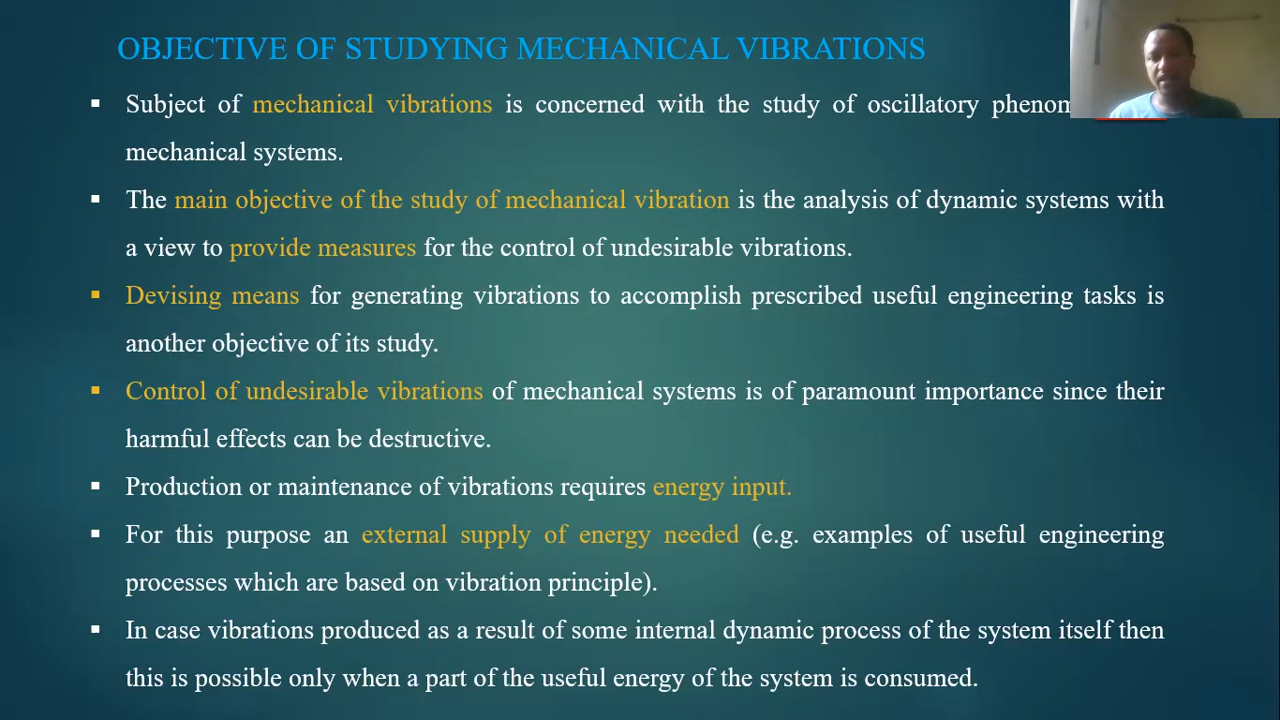 OBJECTIVE OF STUDYING MECHANICAL VIBRATIONS
▪ Subject of mechanical vibrations is concerned with the study of oscillatory phenom
mechanical systems.
▪ The main objective of the study of mechanical vibration is the analysis of dynamic systems with
a view to provide measures for the control of undesirable vibrations.
▪ Devising means for generating vibrations to accomplish prescribed useful engineering tasks is
another objective of its study.
▪ Control of undesirable vibrations of mechanical systems is of paramount importance since their
harmful effects can be destructive.
▪ Production or maintenance of vibrations requires energy input.
▪ For this purpose an external supply of energy needed (e.g. examples of useful engineering
processes which are based on vibration principle).
▪ In case vibrations produced as a result of some internal dynamic process of the system itself then
this is possible only when a part of the useful energy of the system is consumed.